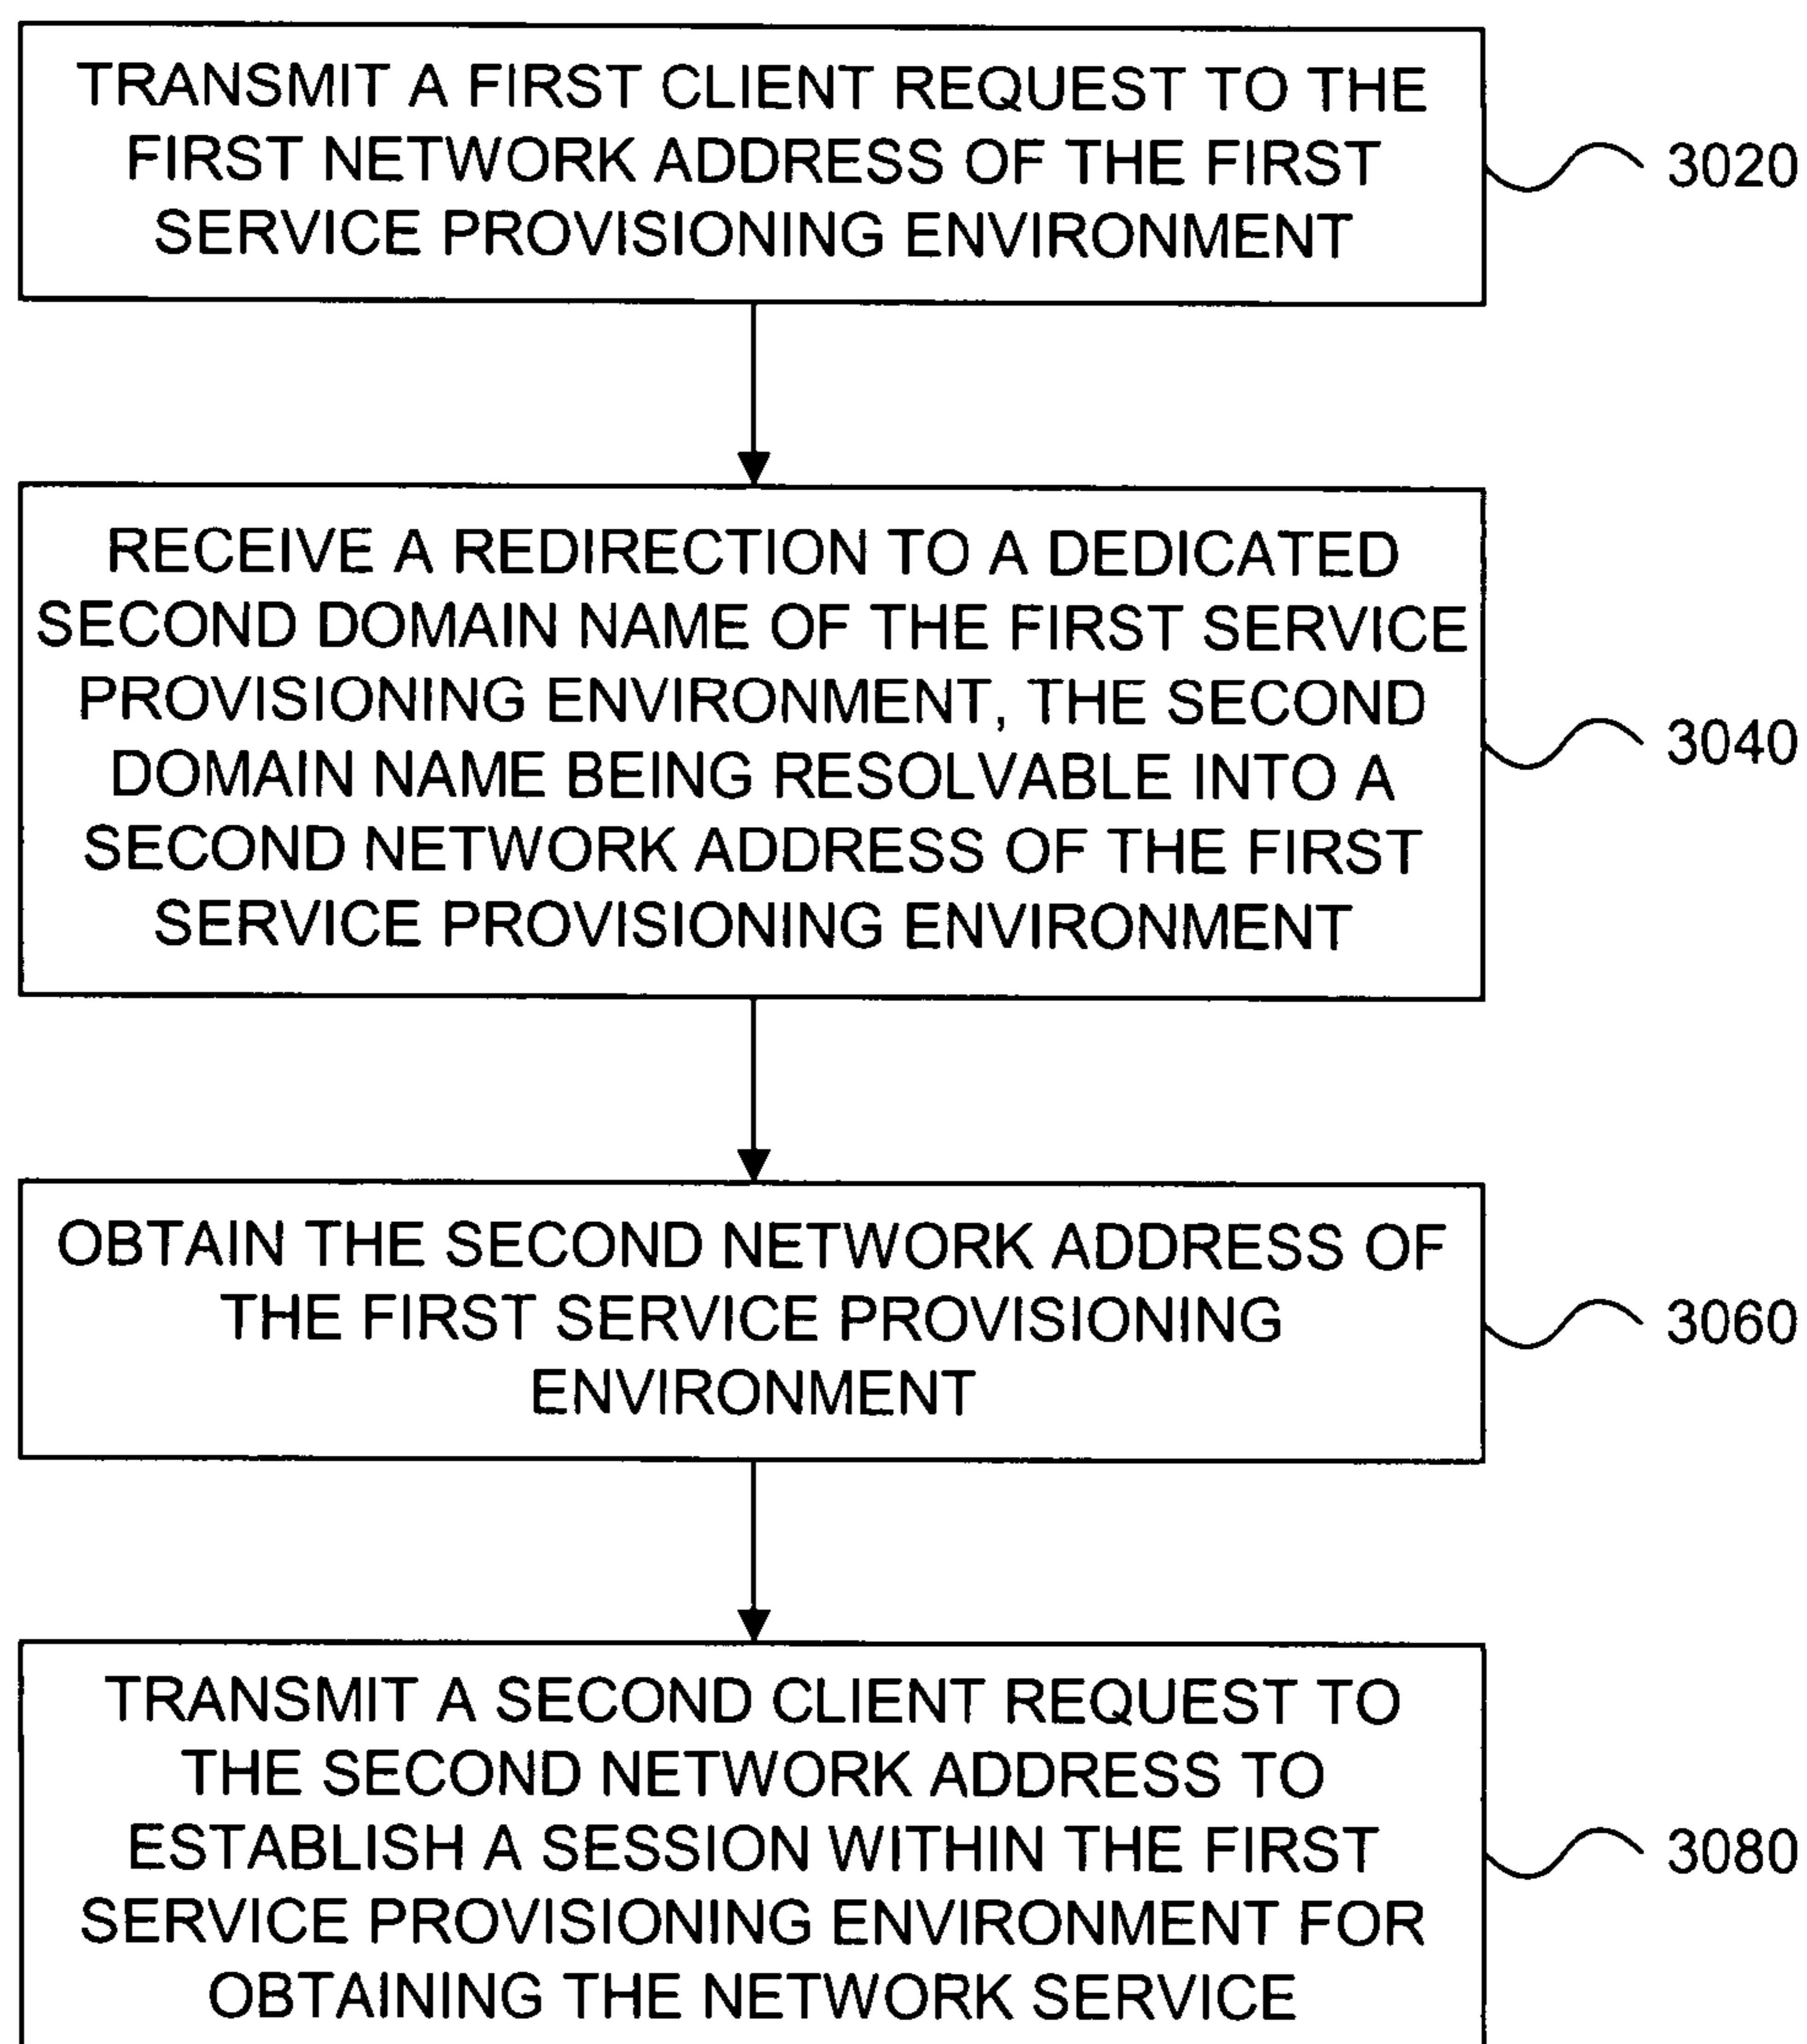 TRANSMIT A FIRST CLIENT REQUEST TO THE
FIRST NETWORK ADDRESS OF THE FIRST
SERVICE PROVISIONING ENVIRONMENT
3020
RECEIVE A REDIRECTION TO A DEDICATED
SECOND DOMAIN NAME OF THE FIRST SERVICE
PROVISIONING ENVIRONMENT, THE SECOND
DOMAIN NAME BEING RESOLVABLE INTO A
SECOND NETWORK ADDRESS OF THE FIRST
SERVICE PROVISIONING ENVIRONMENT
3040
OBTAIN THE SECOND NETWORK ADDRESS OF
THE FIRST SERVICE PROVISIONING
ENVIRONMENT
3060
TRANSMIT A SECOND CLIENT REQUEST TO
THE SECOND NETWORK ADDRESS TO
ESTABLISH A SESSION WITHIN THE FIRST
SERVICE PROVISIONING ENVIRONMENT FOR
OBTAINING THE NETWORK SERVICE
3080